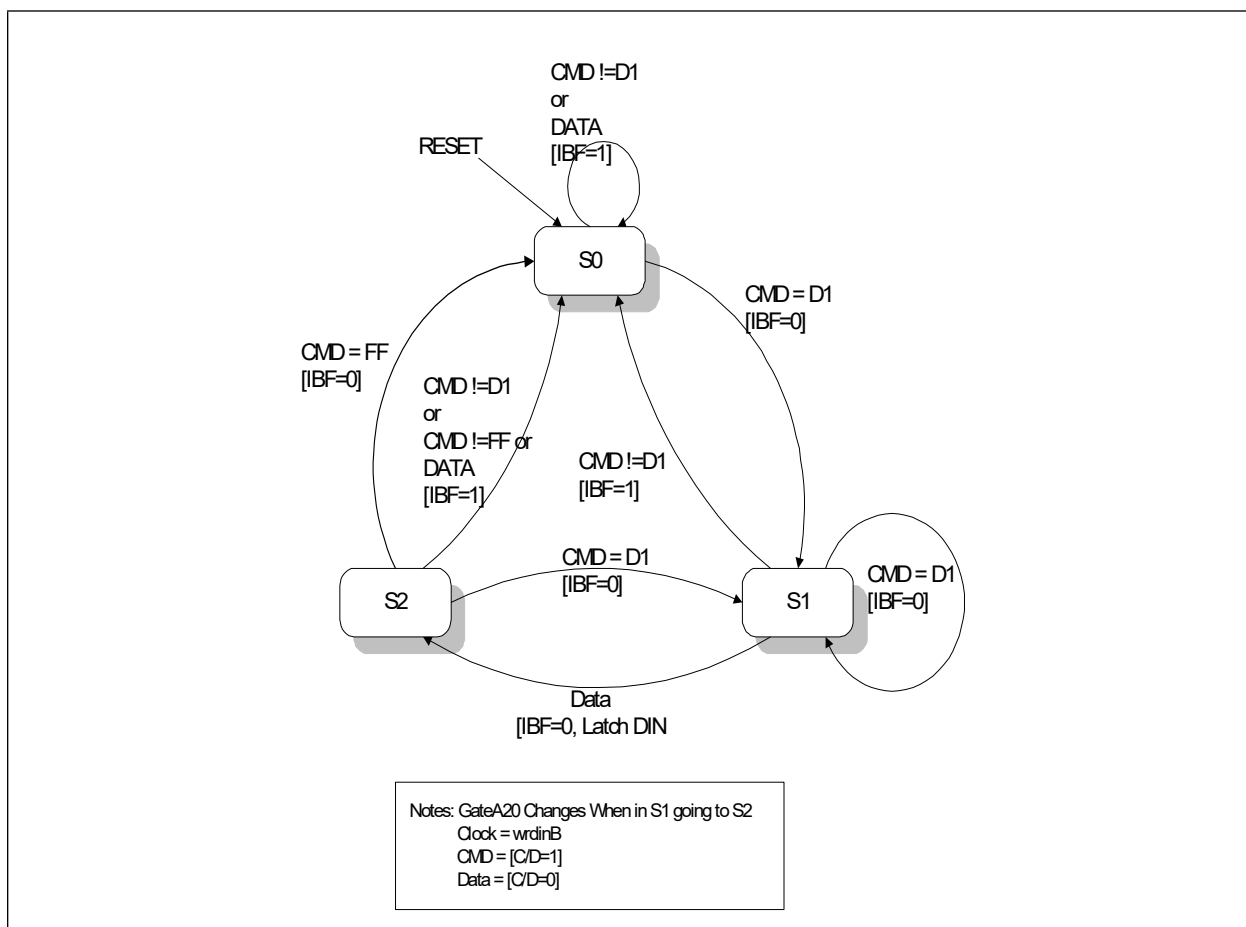 CMD !=D1
or
DATA
[IBF=1]
RESET
S0
CMD = D1
[IBF=0]
CMD = FF
[IBF=0]
CMD !=D1
or
CMD !=FF or
DATA
[IBF=1]
CMD !=D1
[IBF=1]
CMD = D1
[IBF=0]
CMD = D1
[IBF=0]
S2
S1
Data
[IBF=0, Latch DIN
Notes: GateA20 Changes When in S1 going to S2
Clock = wrdinB
CMD = [C/D=1]
Data = [C/D=0]